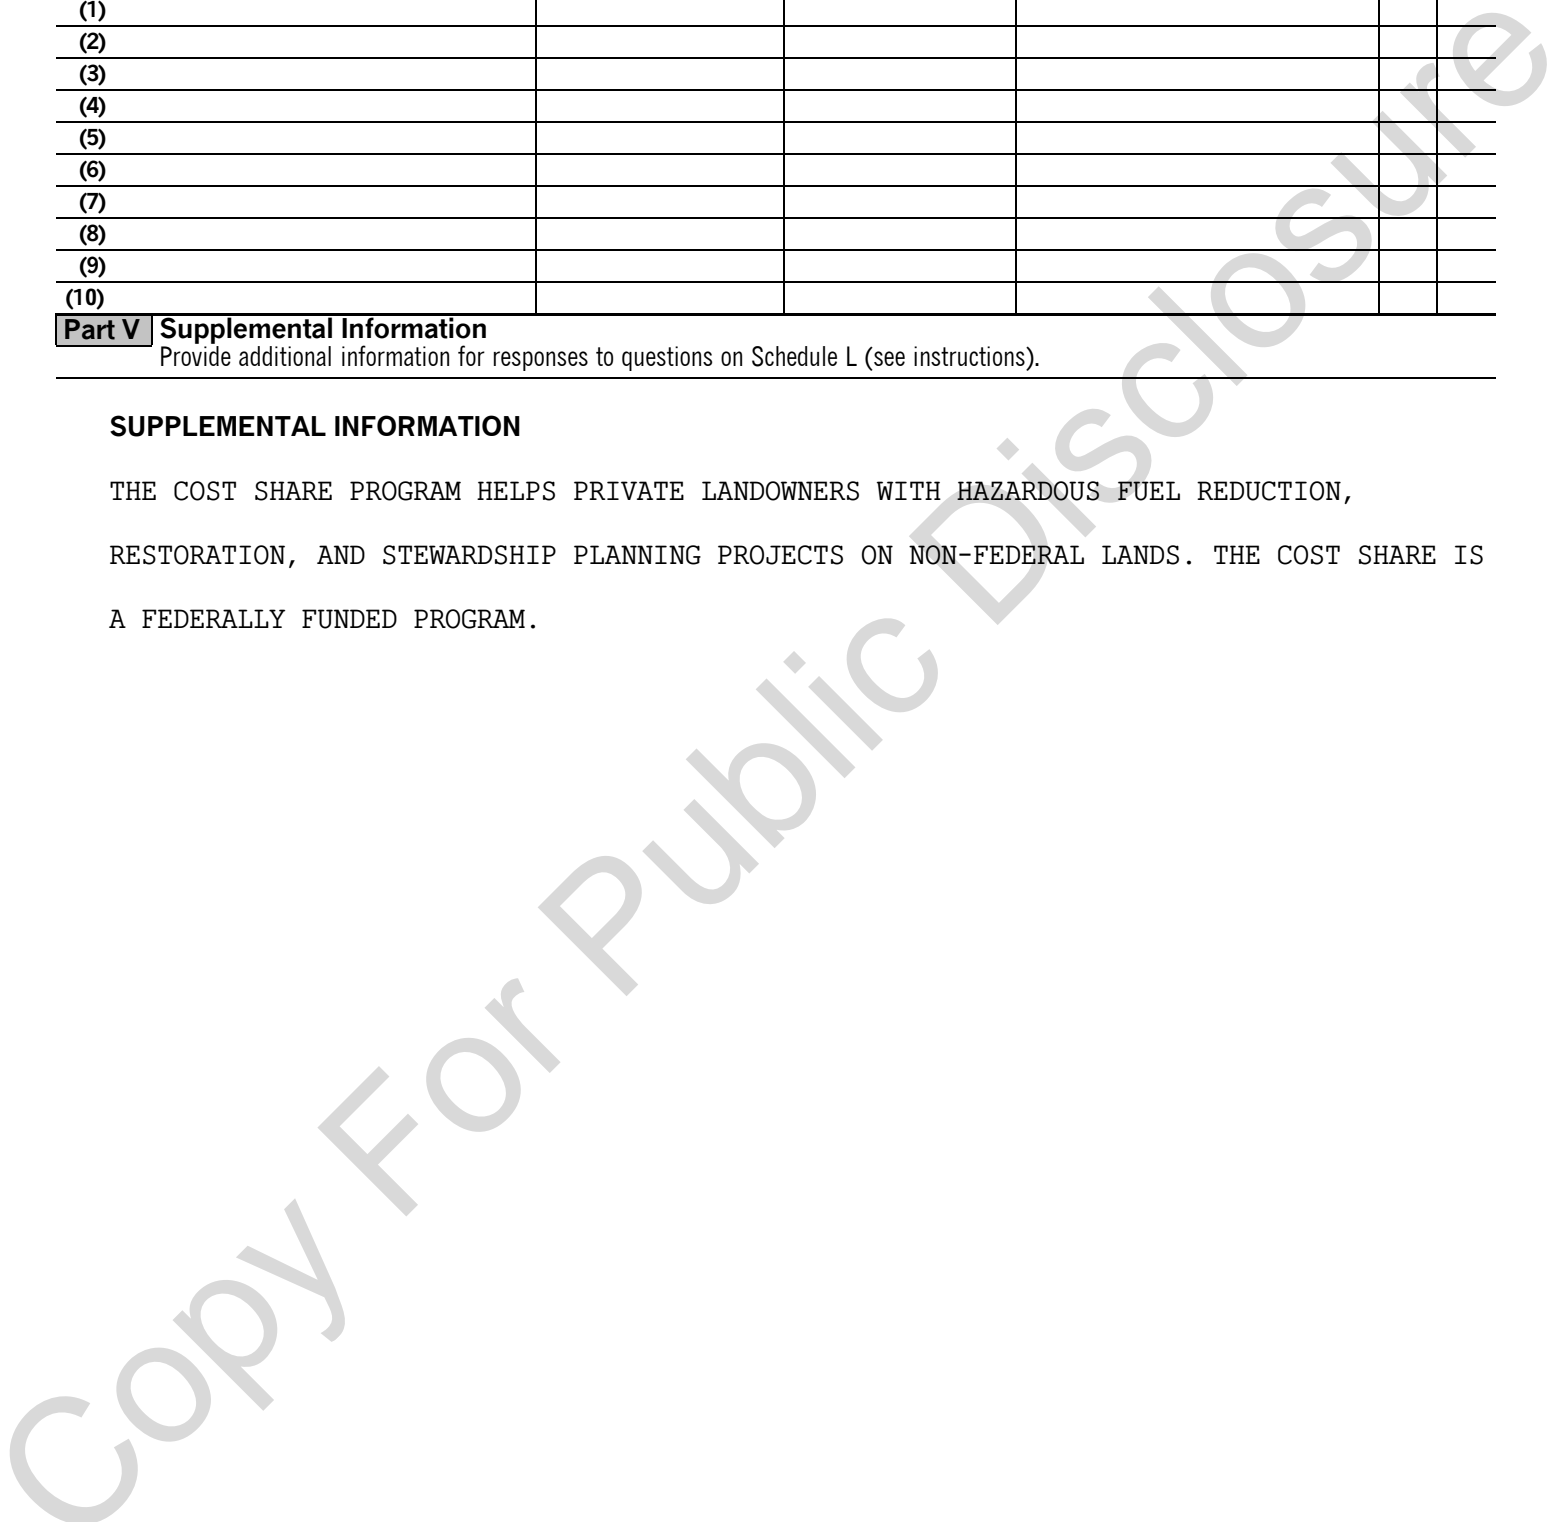 (1)
(2)
(3)
(4)
(5)
(6)
(7)
(8)
(9)
(10)
Part V Supplemental Information
Provide additional information for responses to questions on Schedule L (see instructions).
SUPPLEMENTAL INFORMATION
THE COST SHARE PROGRAM HELPS PRIVATE LANDOWNERS WITH HAZARDOUS FUEL REDUCTION,
RESTORATION, AND STEWARDSHIP PLANNING PROJECTS ON NON-FEDERAL LANDS. THE COST SHARE IS
A FEDERALLY FUNDED PROGRAM.
Copy For Public Disclosure